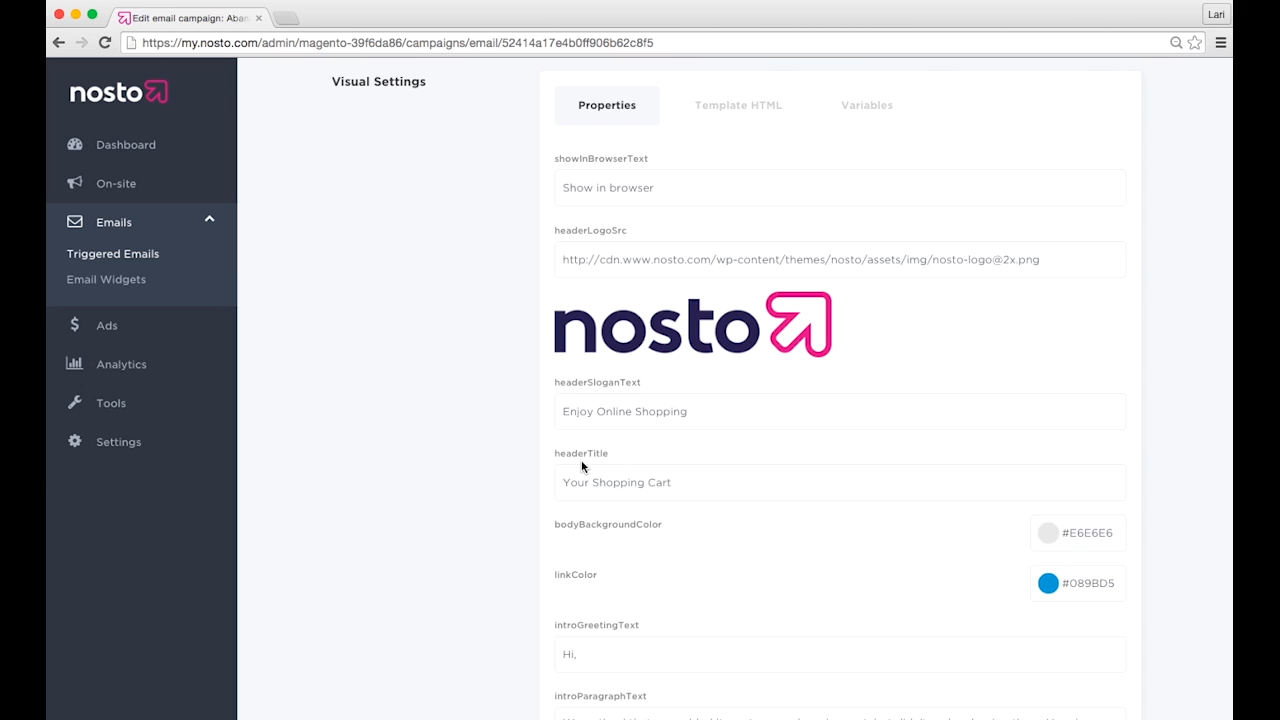 Edit email campaign: Aban
Lari
https://my.nosto.com/admin/magento-39f6da86/campaigns/email/52414a17e4b0ff906b62c8f5
nosto
Dashboard
On-site
Emails
Triggered Emails
Email Widgets
Ads
Analytics
Tools
Settings
Visual Settings
Properties
Template HTML
Variables
showInBrowserText
Show in browser
headerLogoSrc
http://cdn.www.nosto.com/wp-content/themes/nosto/assets/img/nosto-logo@2x.png
nosto
headerSloganText
Enjoy Online Shopping
headerTitle
Your Shopping Cart
bodyBackgroundColor
#E6E6E6
linkColor
#089BD5
introGreetingText
Hi,
introParagraphText